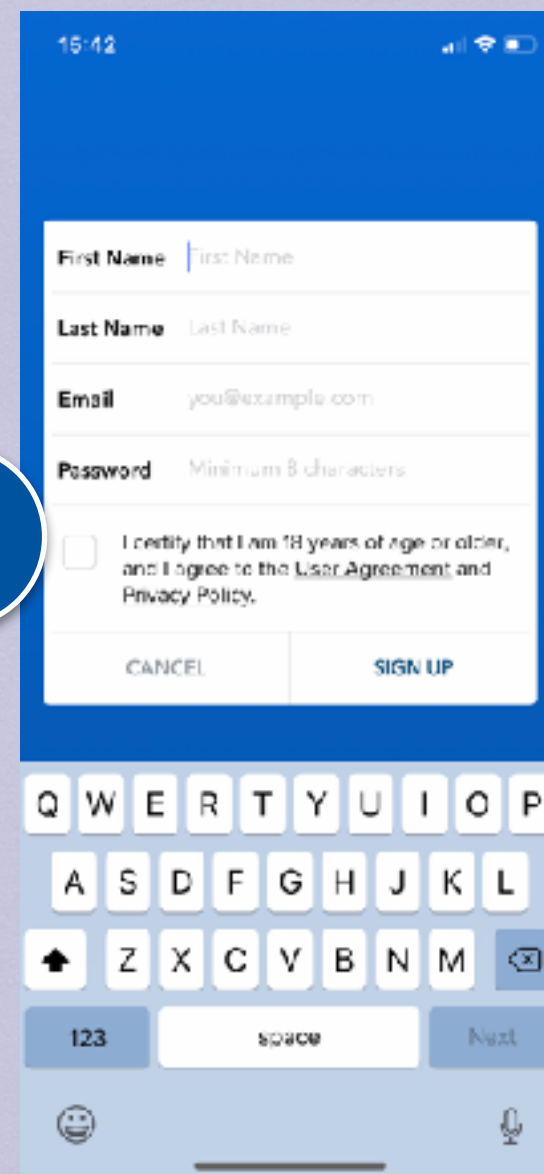 15:42
First Name First Name
Last Name Last Name
Email you@example.com
Password Minimum 8 characters
I certify that I am 18 years of age or older,
and I agree to the User Agreement and
Privacy Policy.
CANCEL SIGN UP
Q W E R T Y U I O P
A S D F G H J K L
Z X C V B N M
123 space Next